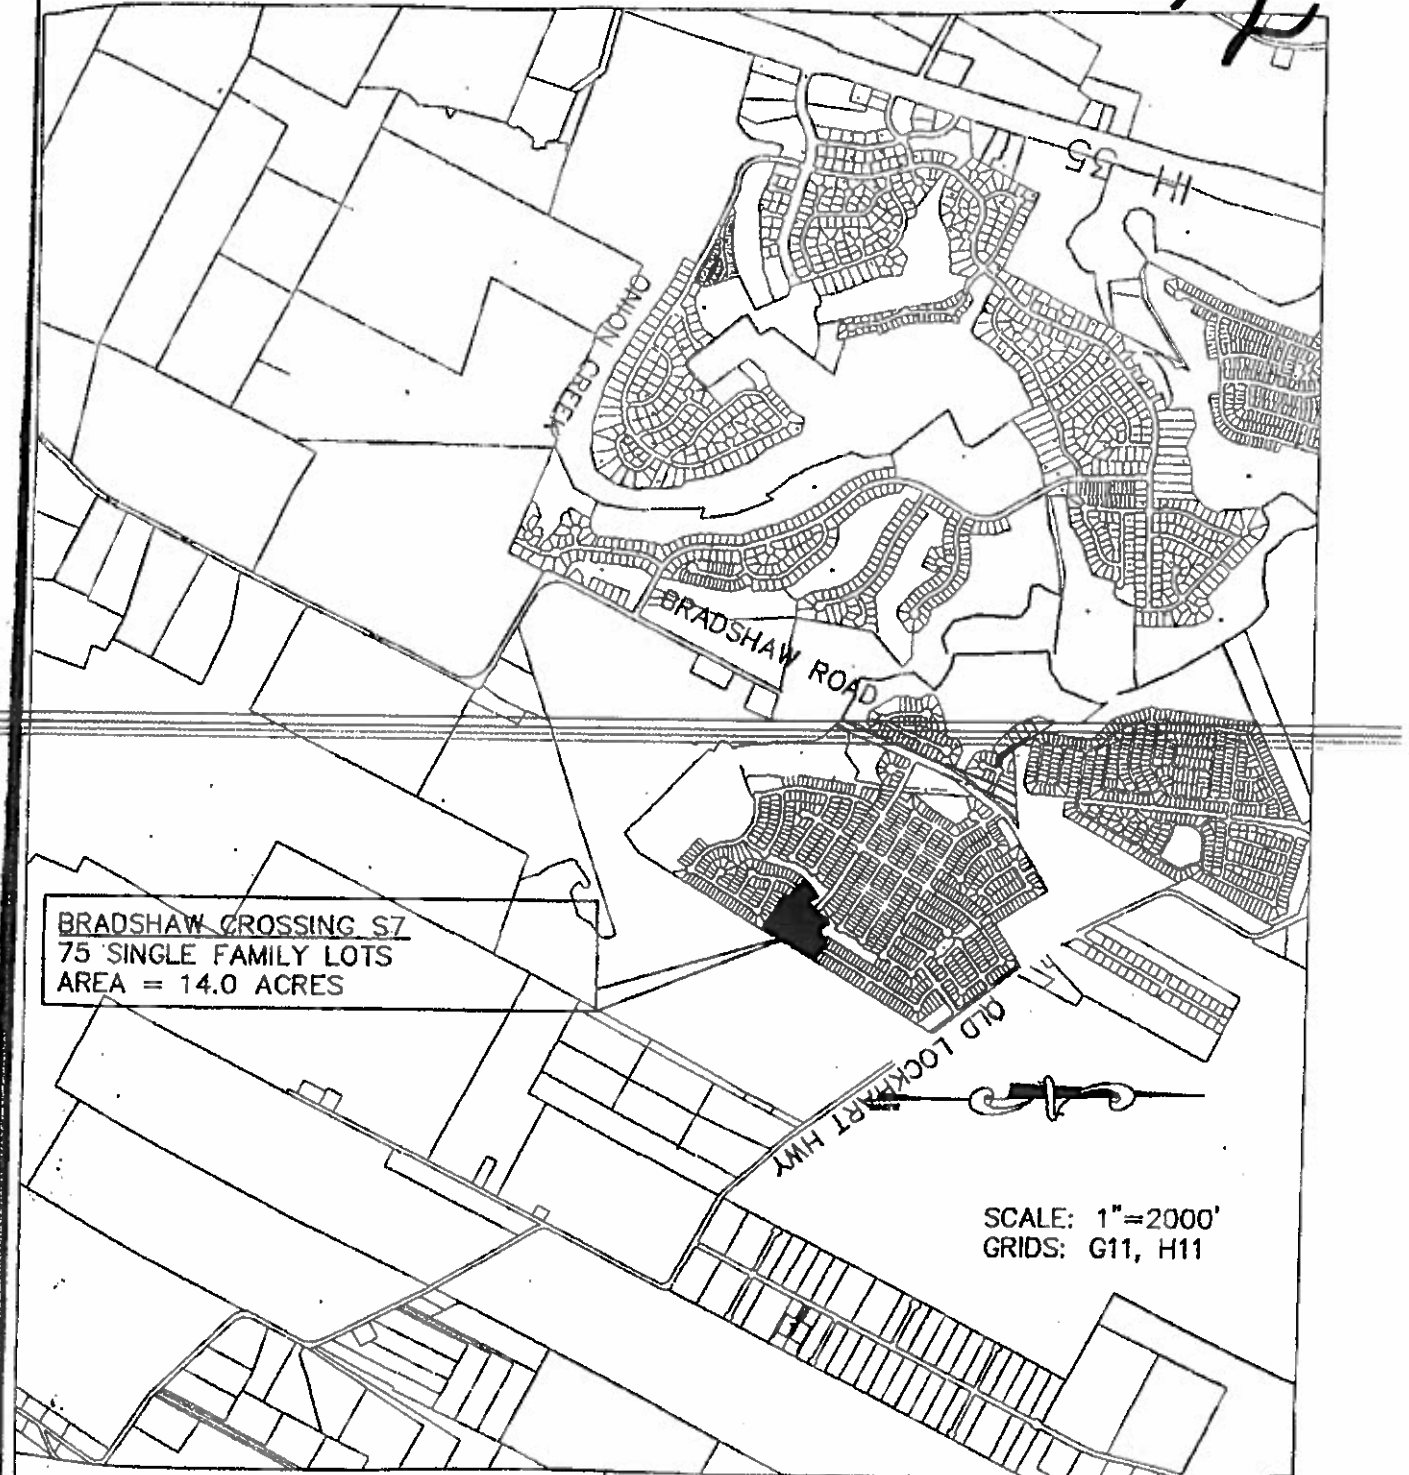 IH 35
ONION CREEK
BRADSHAW ROAD
BRADSHAW CROSSING S7
75 SINGLE FAMILY LOTS
AREA = 14.0 ACRES
OLD LOCKHART HWY
SCALE: 1"=2000'
GRIDS: G11, H11